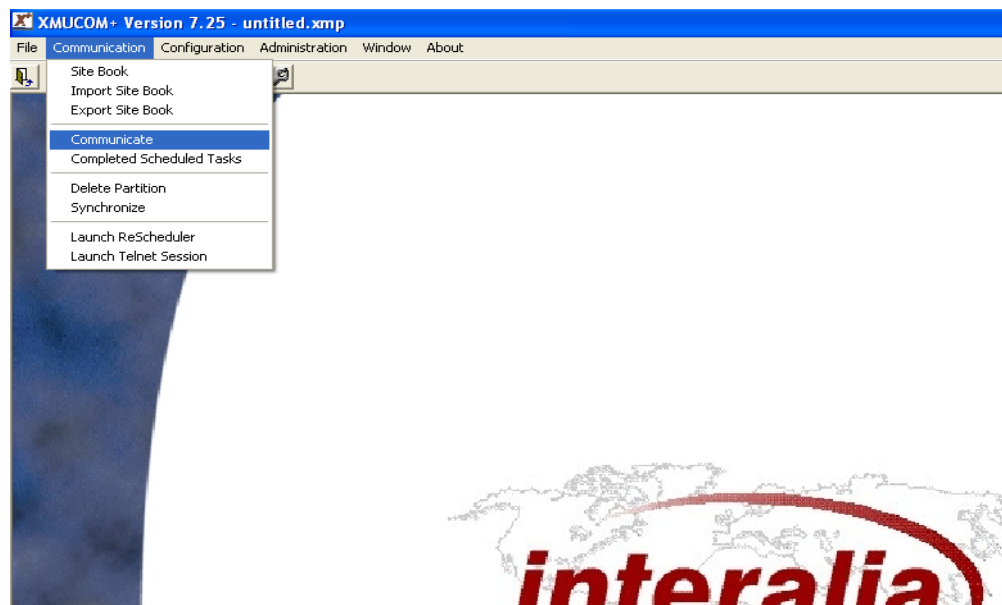 XMUCOM+ Version 7.25 - untitled.xmp
File Communication Configuration Administration Window About
Site Book
Import Site Book
Export Site Book
Communicate
Completed Scheduled Tasks
Delete Partition
Synchronize
Launch ReScheduler
Launch Telnet Session
interalia